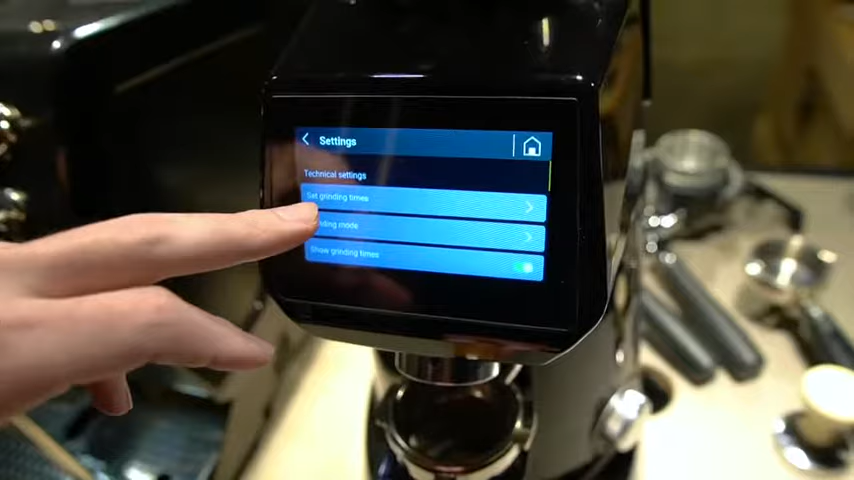 Settings
Technical settings
Set grinding times
mode
Show grinding times